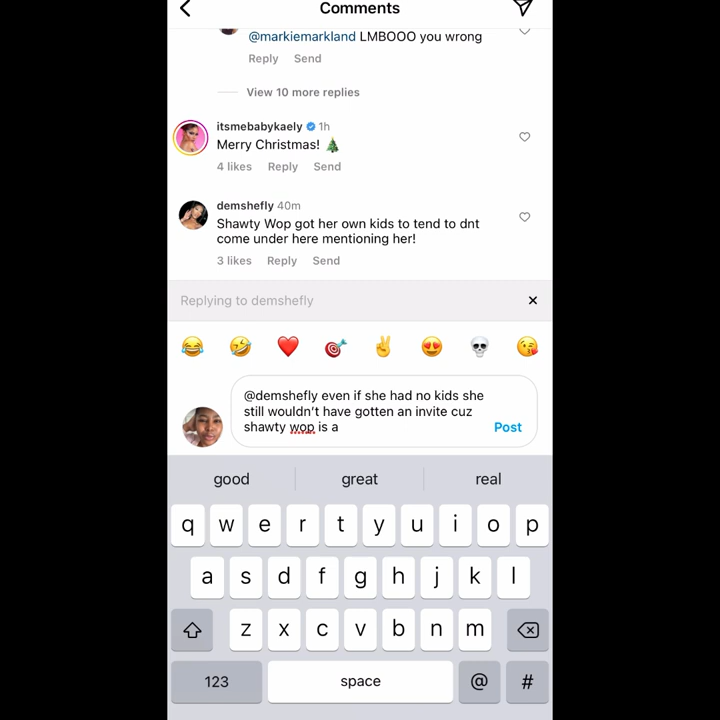 Comments
@markiemarkland LMBOOO you wrong
Reply Send
View 10 more replies
itsmebabykaely 1h
Merry Christmas! 🎄
4 likes Reply Send
demshefly 40m
Shawty Wop got her own kids to tend to dnt
come under here mentioning her!
3 likes Reply Send
Replying to demshefly
😂 🤣 ❤️ 🎯 ✌️ 😍 💀 😘
@demshefly even if she had no kids she
still wouldn't have gotten an invite cuz
shawty wop is a
Post
good great real
q w e r t y u i o p
a s d f g h j k l
z x c v b n m
123 space @ #